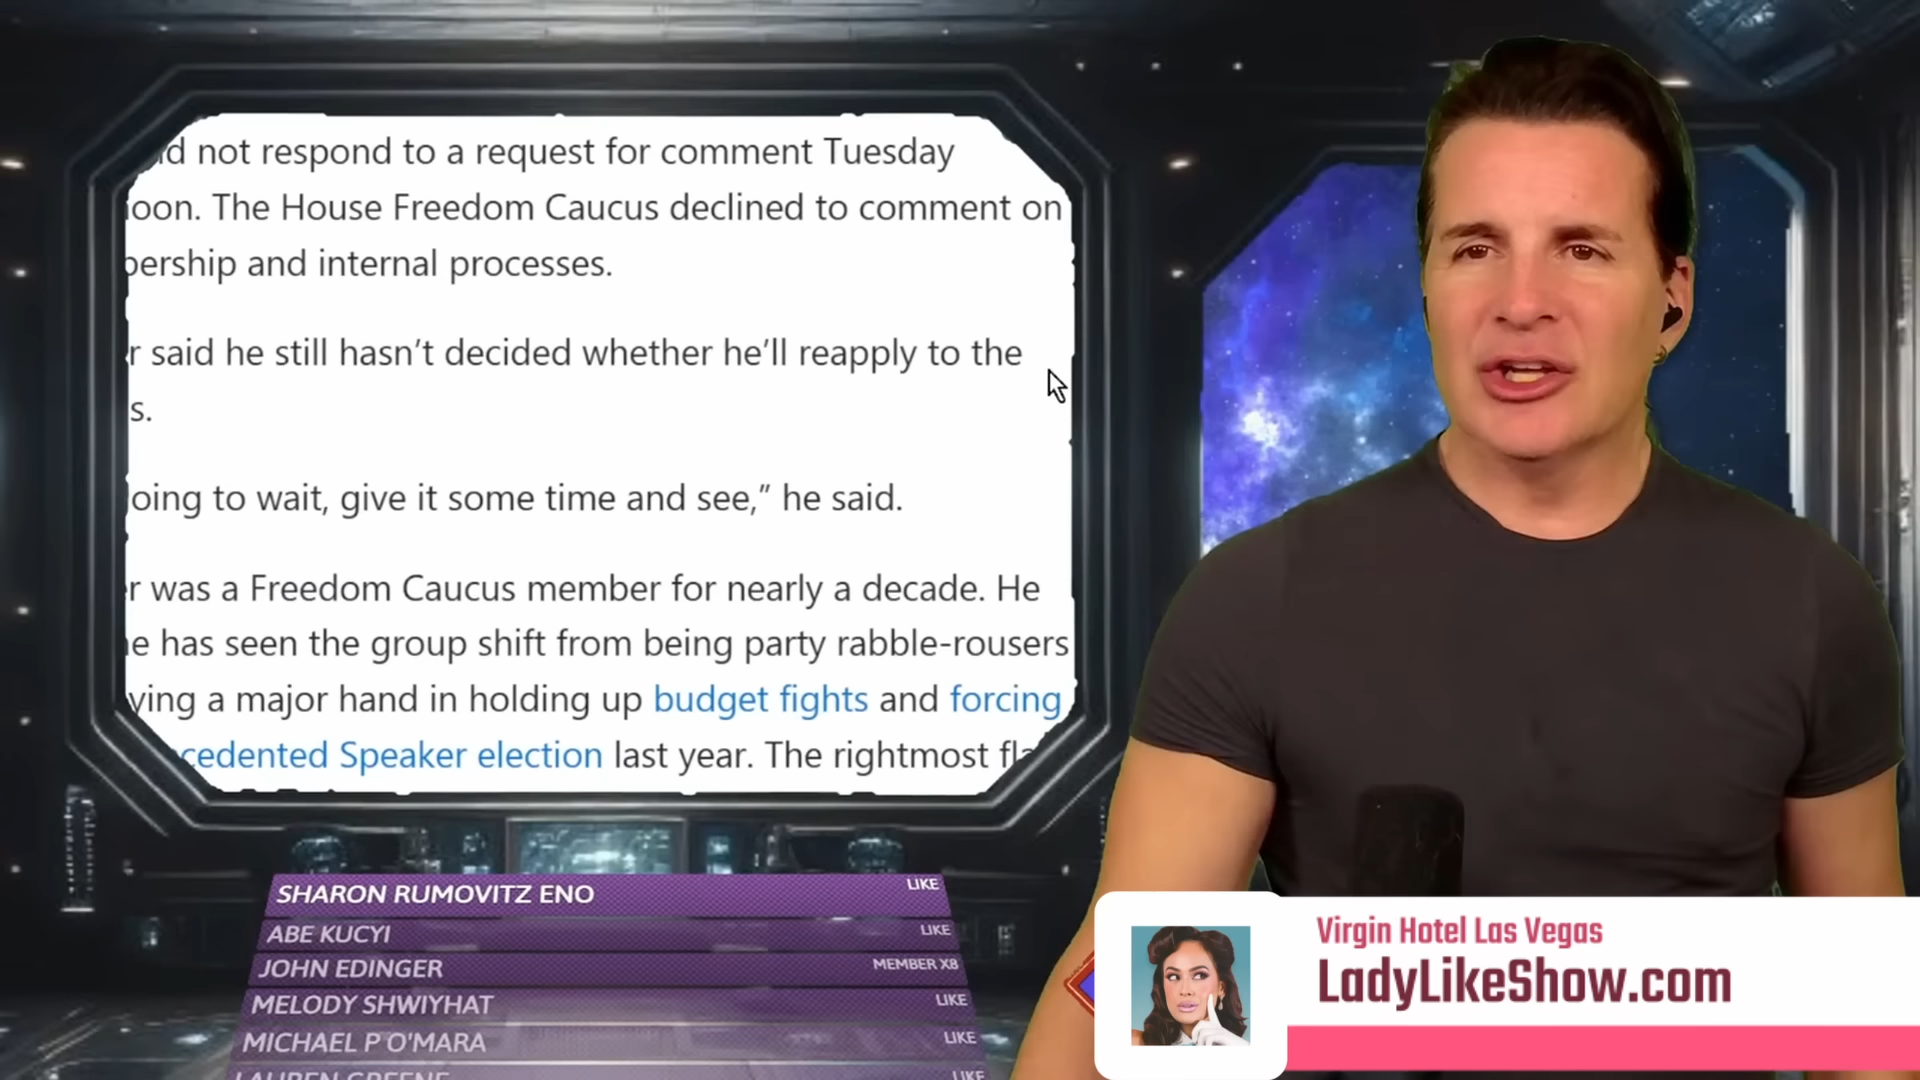 not respond to a request for comment Tuesday
The House Freedom Caucus declined to comment on
and internal processes.
said he still hasn't decided whether he'll reapply to the
s.
to wait, give it some time and see," he said.
was a Freedom Caucus member for nearly a decade. He
has seen the group shift from being party rabble-rousers
a major hand in holding up budget fights and forcing
Speaker election last year. The rightmost
SHARON RUMOVITZ ENO LIKE
ABE KUCYI LIKE
JOHN EDINGER MEMBER X8
MELODY SHWIYHAT LIKE
MICHAEL P O'MARA LIKE
LAUREN GREENE LIKE
Virgin Hotel Las Vegas
LadyLikeShow.com